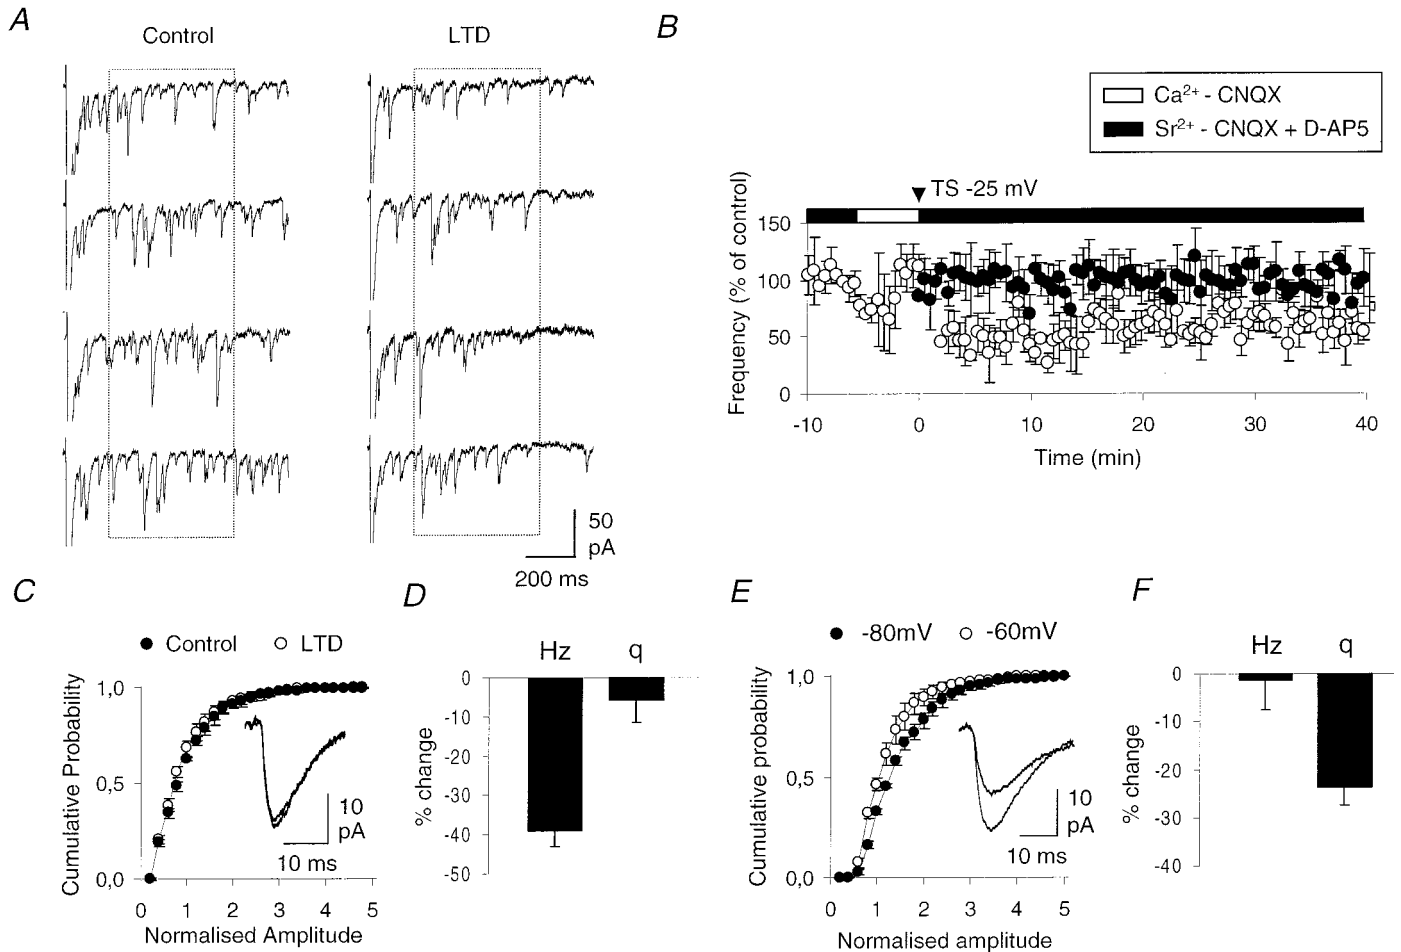 A
Control
LTD
50
pA
200 ms
B
Ca²⁺ - CNQX
Sr²⁺ - CNQX + D-AP5
TS -25 mV
Frequency (% of control)
150
100
50
0
-10
0
10
20
30
40
Time (min)
C
Control
LTD
Cumulative Probability
1,0
0,5
0,0
10
pA
10 ms
0
1
2
3
4
5
Normalised Amplitude
D
Hz
q
% change
0
-10
-20
-30
-40
-50
E
-80mV
-60mV
Cumulative probability
1,0
0,5
0,0
10
pA
10 ms
0
1
2
3
4
5
Normalised amplitude
F
Hz
q
% change
0
-10
-20
-30
-40